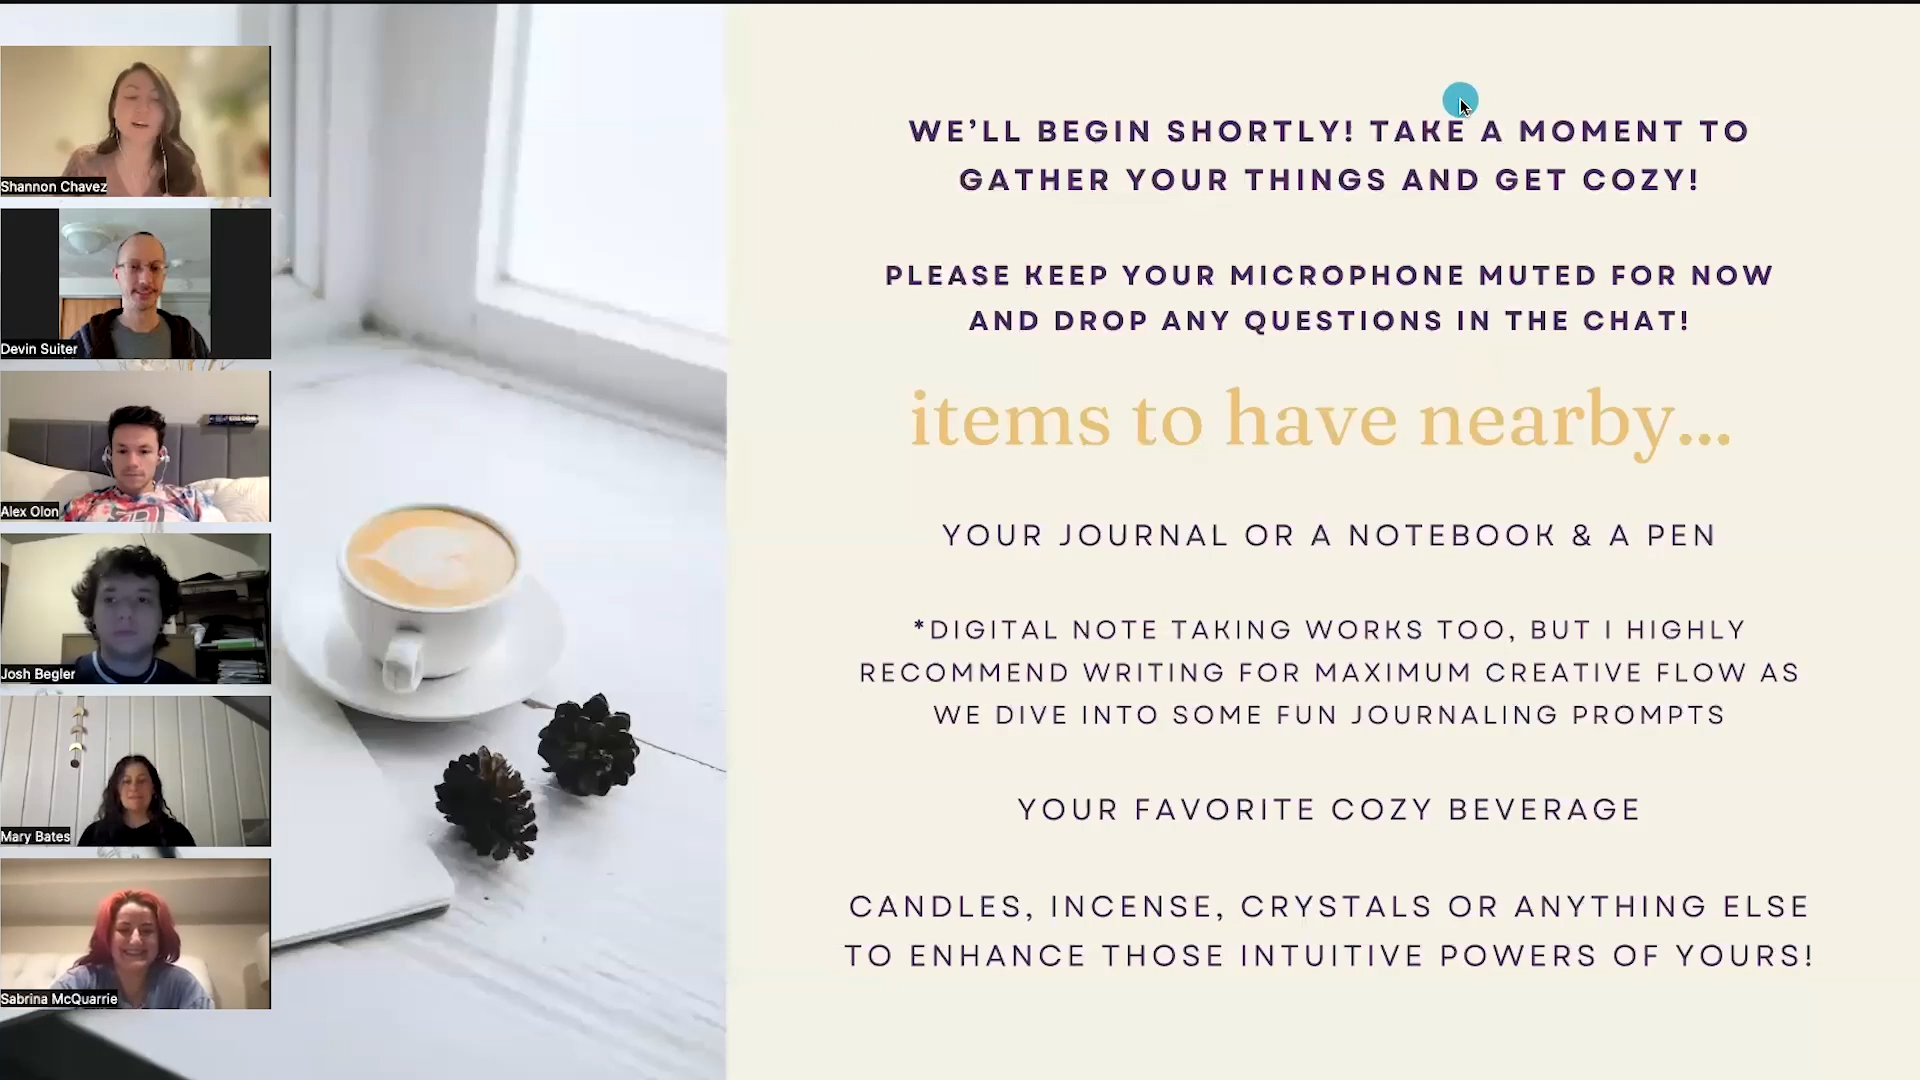 Shannon Chavez
Devin Suiter
Alex Olon
Josh Begler
Mary Bates
Sabrina McQuarrie
WE’LL BEGIN SHORTLY! TAKE A MOMENT TO
GATHER YOUR THINGS AND GET COZY!
PLEASE KEEP YOUR MICROPHONE MUTED FOR NOW
AND DROP ANY QUESTIONS IN THE CHAT!
items to have nearby...
YOUR JOURNAL OR A NOTEBOOK & A PEN
*DIGITAL NOTE TAKING WORKS TOO, BUT I HIGHLY
RECOMMEND WRITING FOR MAXIMUM CREATIVE FLOW AS
WE DIVE INTO SOME FUN JOURNALING PROMPTS
YOUR FAVORITE COZY BEVERAGE
CANDLES, INCENSE, CRYSTALS OR ANYTHING ELSE
TO ENHANCE THOSE INTUITIVE POWERS OF YOURS!